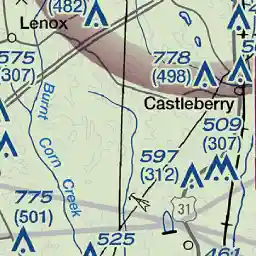 (482)
Lenox
575
(307)
778
(498)
Castleberry
509
(307)
Burnt
Corn
Creek
597
(312)
31
775
(501)
525
461